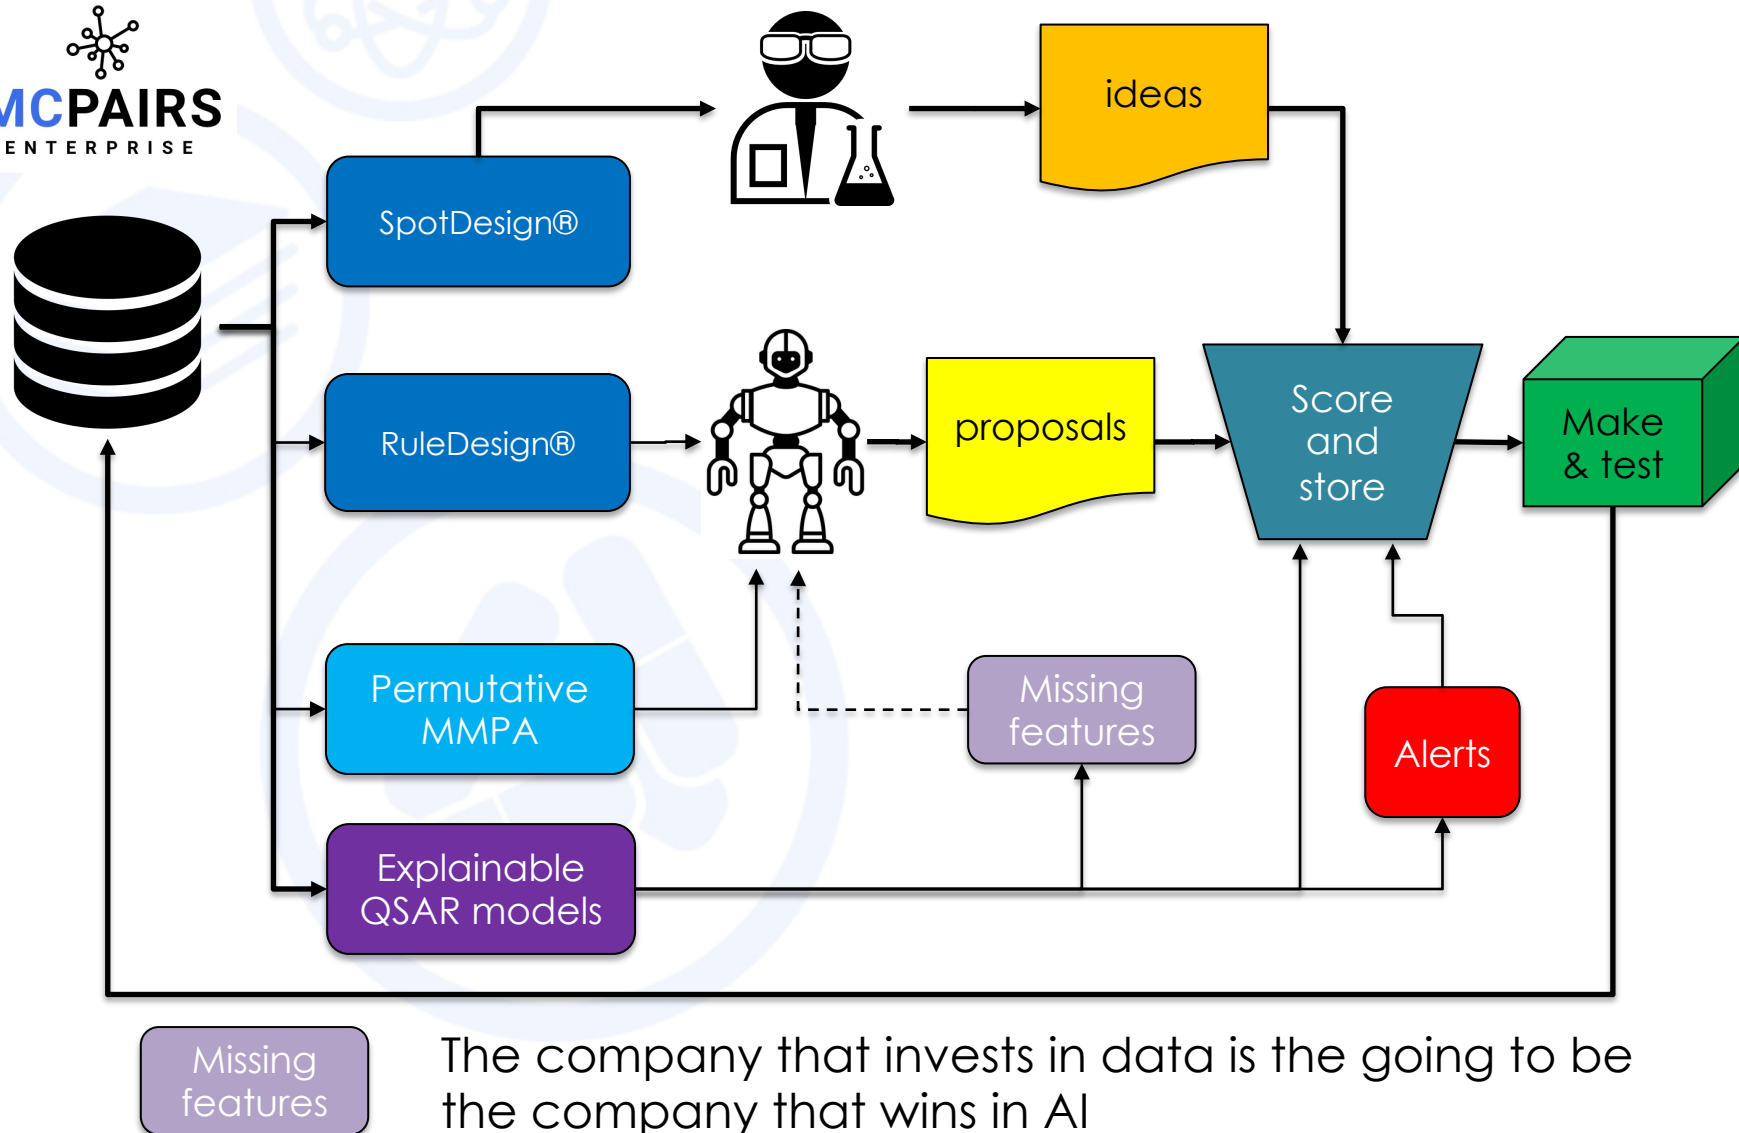 MCPAIRS
ENTERPRISE
ideas
SpotDesign®
RuleDesign®
proposals
Score
and
store
Make
& test
Permutative
MMPA
Missing
features
Alerts
Explainable
QSAR models
Missing
features
The company that invests in data is the going to be
the company that wins in AI